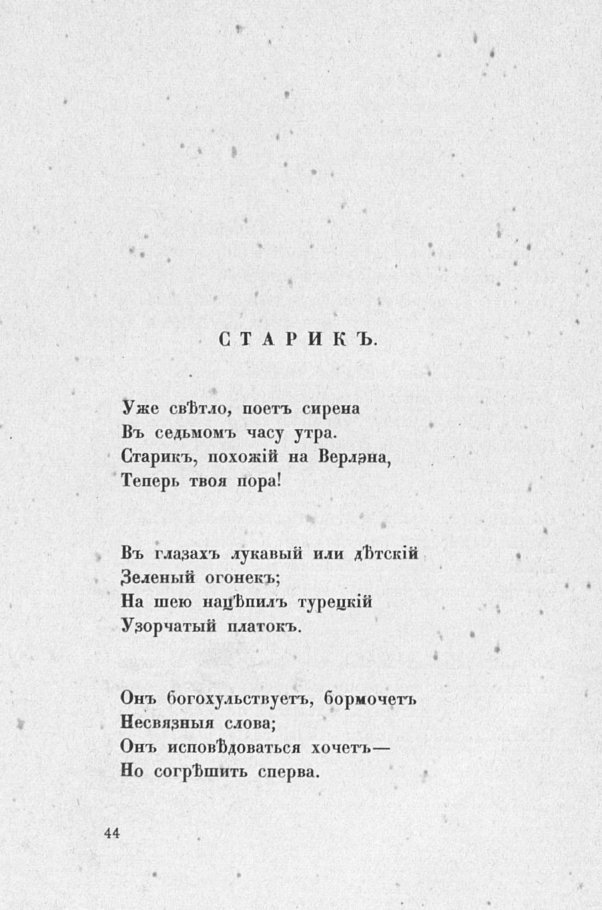 СТАРИКЪ.
Уже свѣтло, поетъ сирена
Въ седьмомъ часу утра.
Старикъ, похожій на Верлэна,
Теперь твоя пора!
Въ глазахъ лукавый или дѣтскій
Зеленый огонекъ;
На шею нацѣпилъ турецкій
Узорчатый платокъ.
Онъ богохульствуетъ, бормочетъ
Несвязныя слова;
Онъ исповѣдоваться хочетъ—
Но согрѣшить сперва.
44